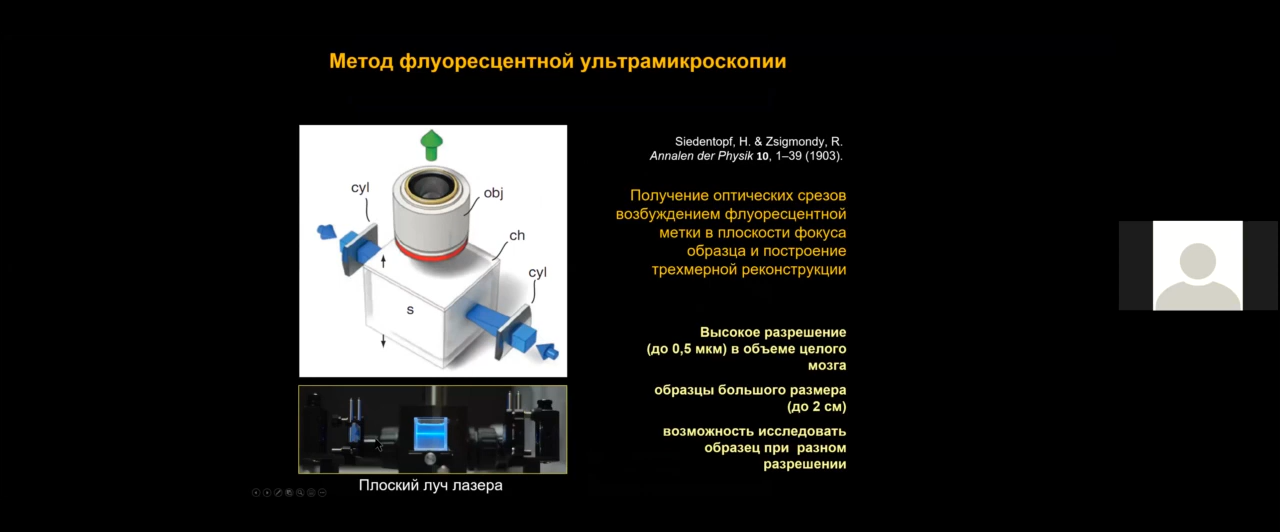 Метод флуоресцентной ультрамикроскопии
Siedentopf, H. & Zsigmondy, R.
Annalen der Physik 10, 1–39 (1903).
cyl
obj
ch
cyl
s
Получение оптических срезов
возбуждением флуоресцентной
метки в плоскости фокуса
образца и построение
трехмерной реконструкции
Высокое разрешение
(до 0,5 мкм) в объеме целого
мозга
образцы большого размера
(до 2 см)
возможность исследовать
образец при разном
разрешении
Плоский луч лазера